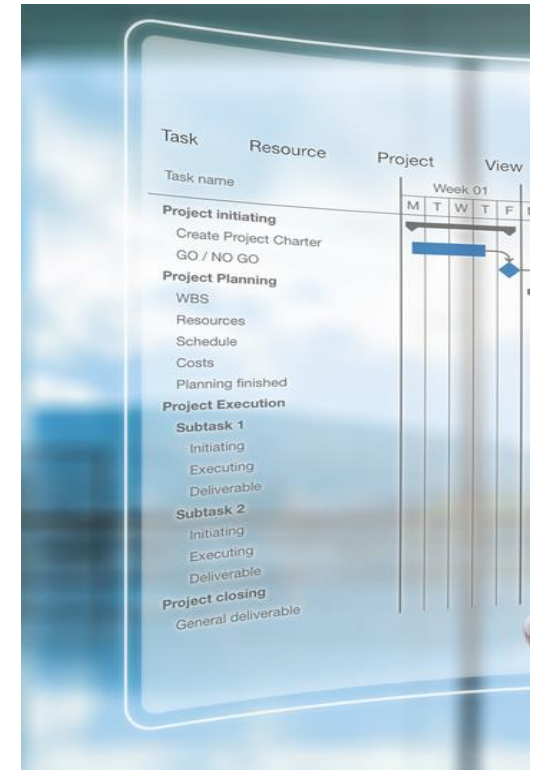 Task Resource Project View
Task name
Week 01
M T W T F
Project initiating
Create Project Charter
GO / NO GO
Project Planning
WBS
Resources
Schedule
Costs
Planning finished
Project Execution
Subtask 1
Initiating
Executing
Deliverable
Subtask 2
Initiating
Executing
Deliverable
Project closing
General deliverable